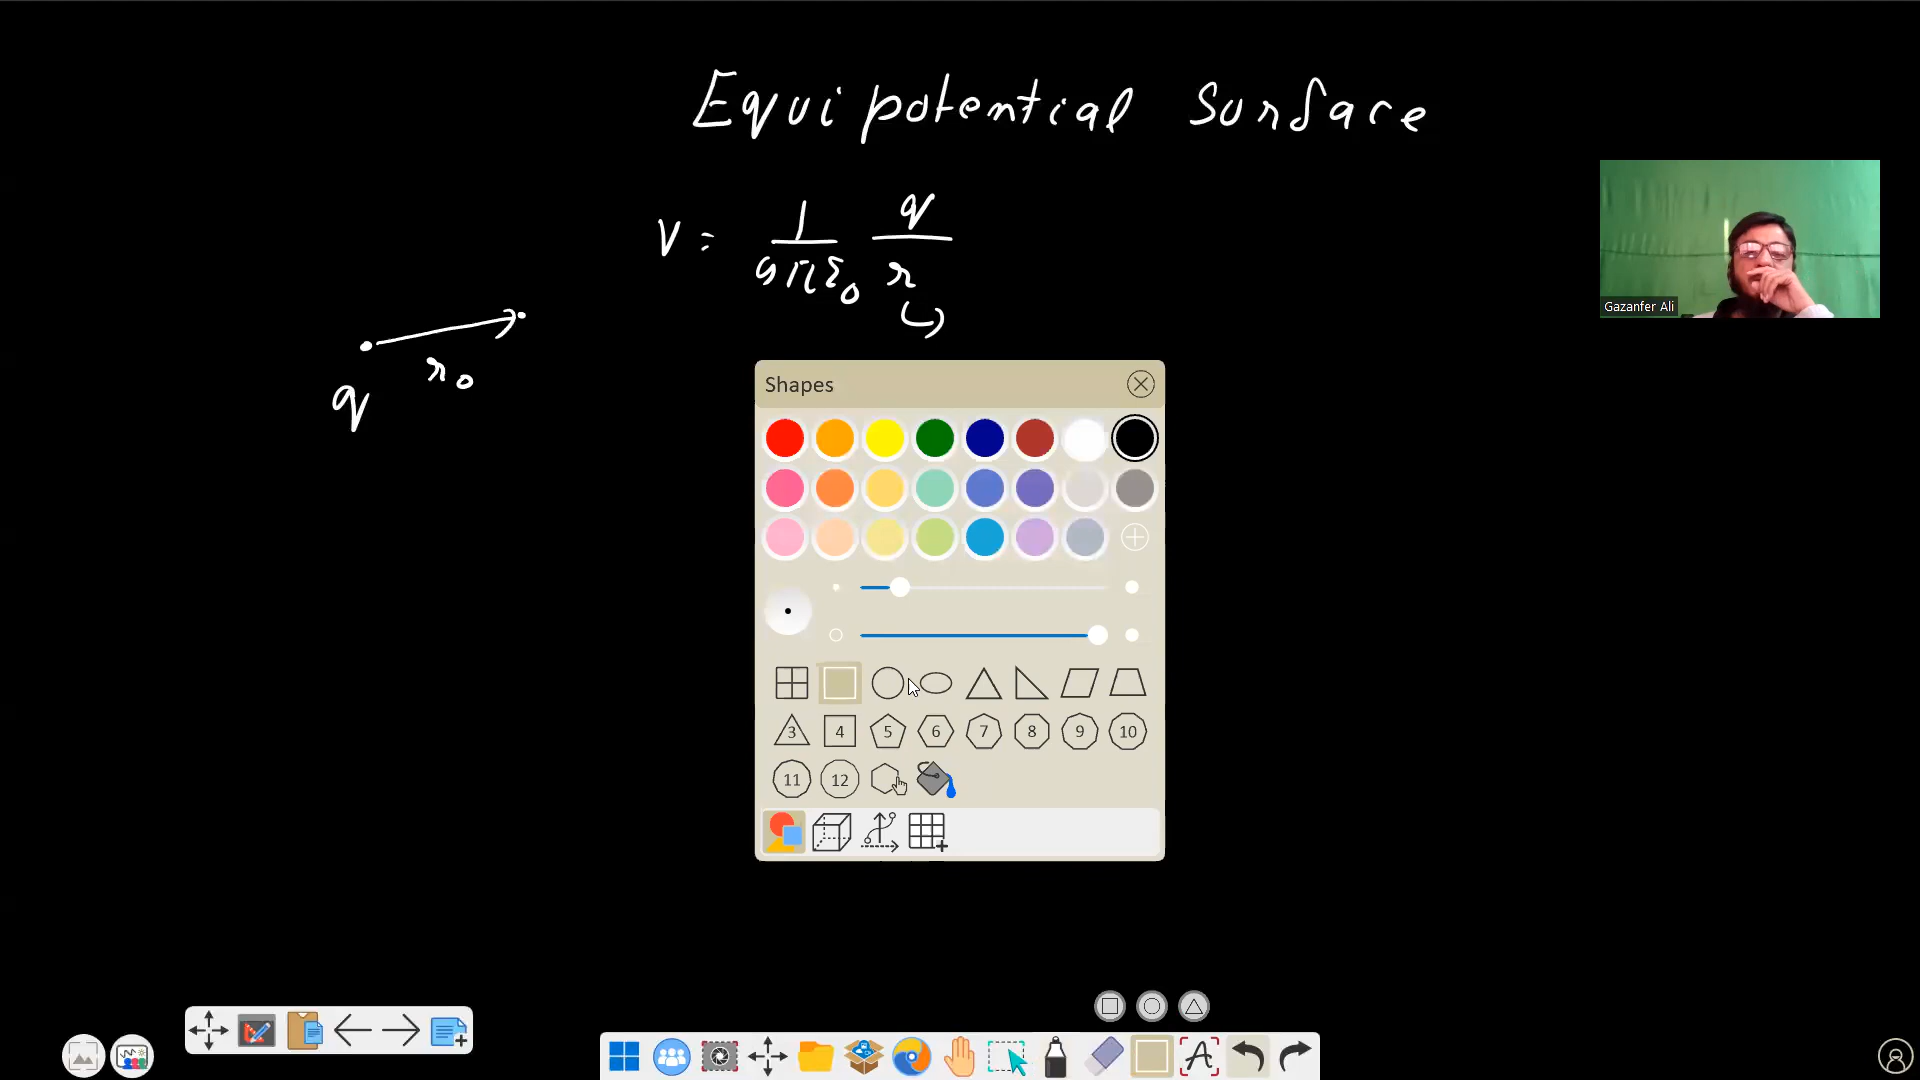 Equipotential Surface
V = 1/4πε₀ q/r
r₀
q
Gazanfer Ali
Shapes
3 4 5 6 7 8 9 10
11 12
A